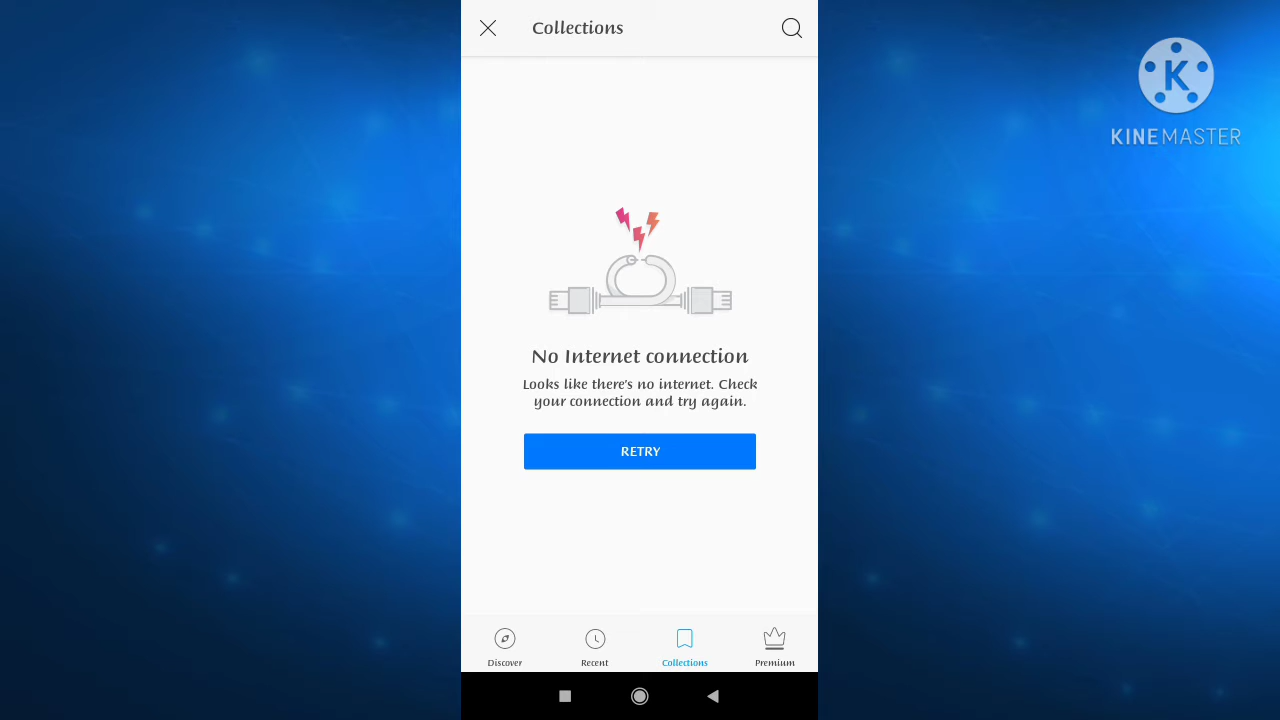 Collections
K
KINEMASTER
No Internet connection
Looks like there's no internet. Check
your connection and try again.
RETRY
Discover
Recent
Collections
Premium